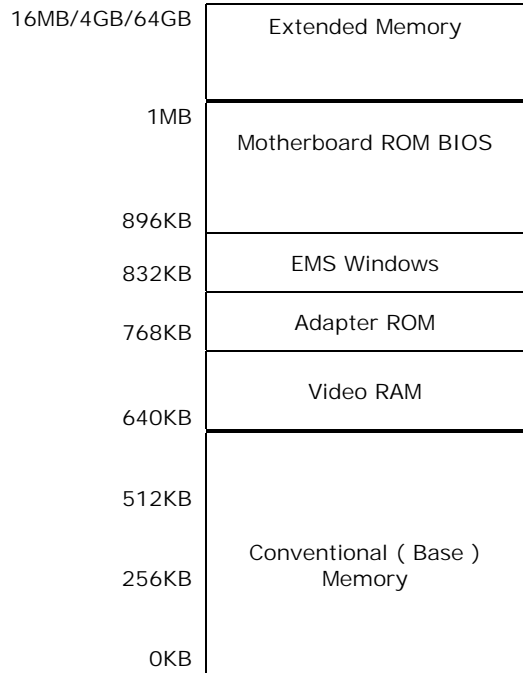 16MB/4GB/64GB
Extended Memory
1MB
Motherboard ROM BIOS
896KB
EMS Windows
832KB
Adapter ROM
768KB
Video RAM
640KB
512KB
Conventional ( Base )
Memory
256KB
0KB